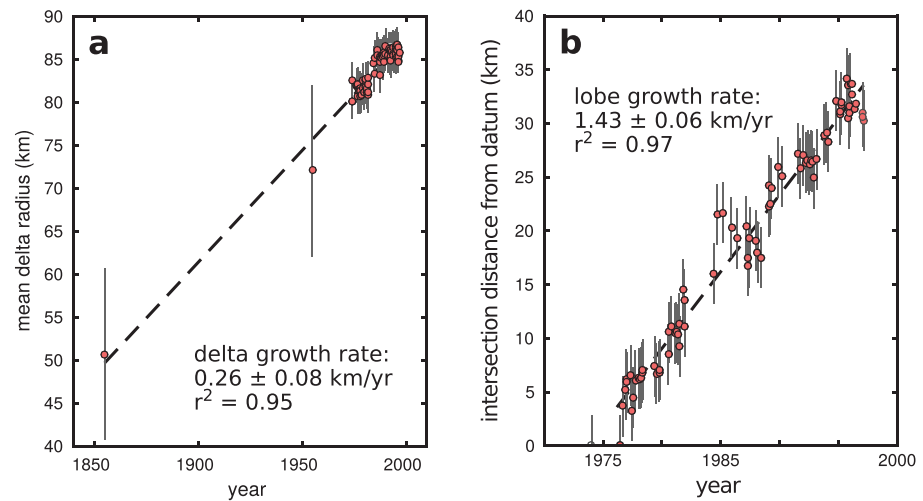 a
mean delta radius (km)
90
85
80
75
70
65
60
55
50
45
40
delta growth rate:
0.26 ± 0.08 km/yr
r² = 0.95
1850
1900
1950
2000
year
b
intersection distance from datum (km)
40
35
30
25
20
15
10
5
0
lobe growth rate:
1.43 ± 0.06 km/yr
r² = 0.97
1975
1985
1995
2000
year